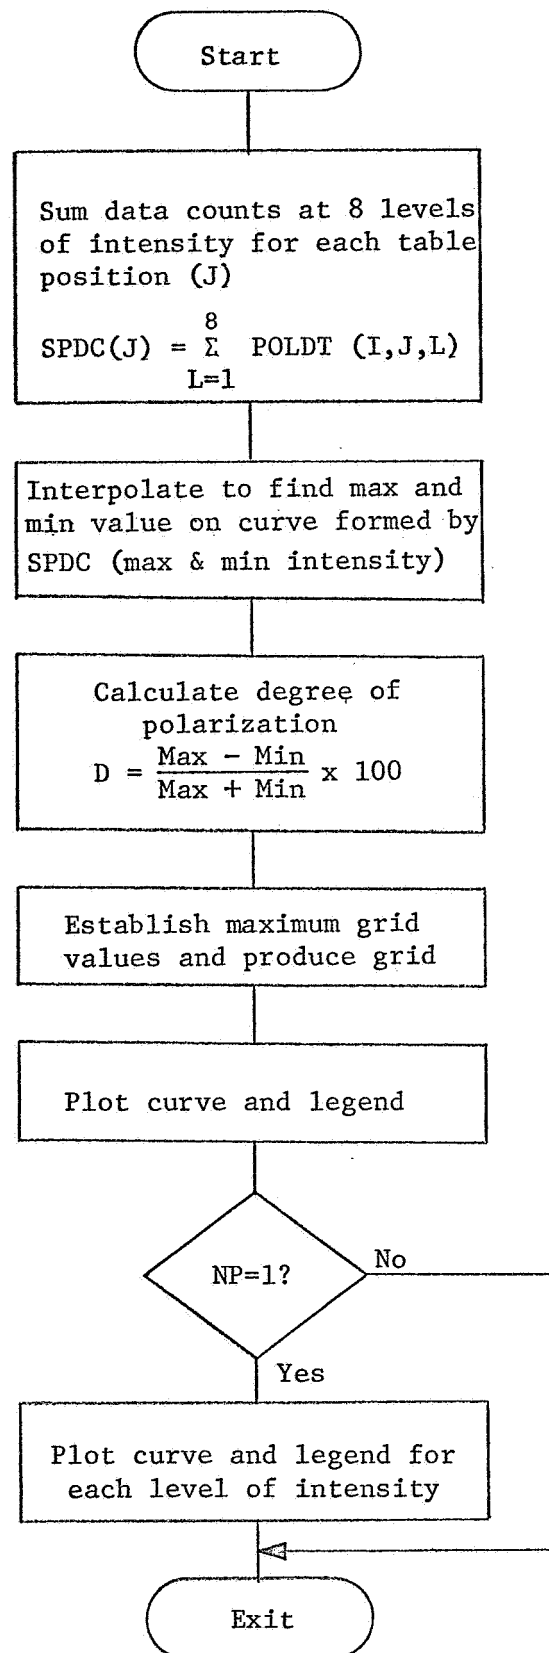 Start
Sum data counts at 8 levels
of intensity for each table
position (J)
8
SPDC(J) = Σ POLDT (I,J,L)
L=1
Interpolate to find max and
min value on curve formed by
SPDC (max & min intensity)
Calculate degree of
polarization
Max - Min
D = ――― x 100
Max + Min
Establish maximum grid
values and produce grid
Plot curve and legend
NP=1?
No
Yes
Plot curve and legend for
each level of intensity
Exit